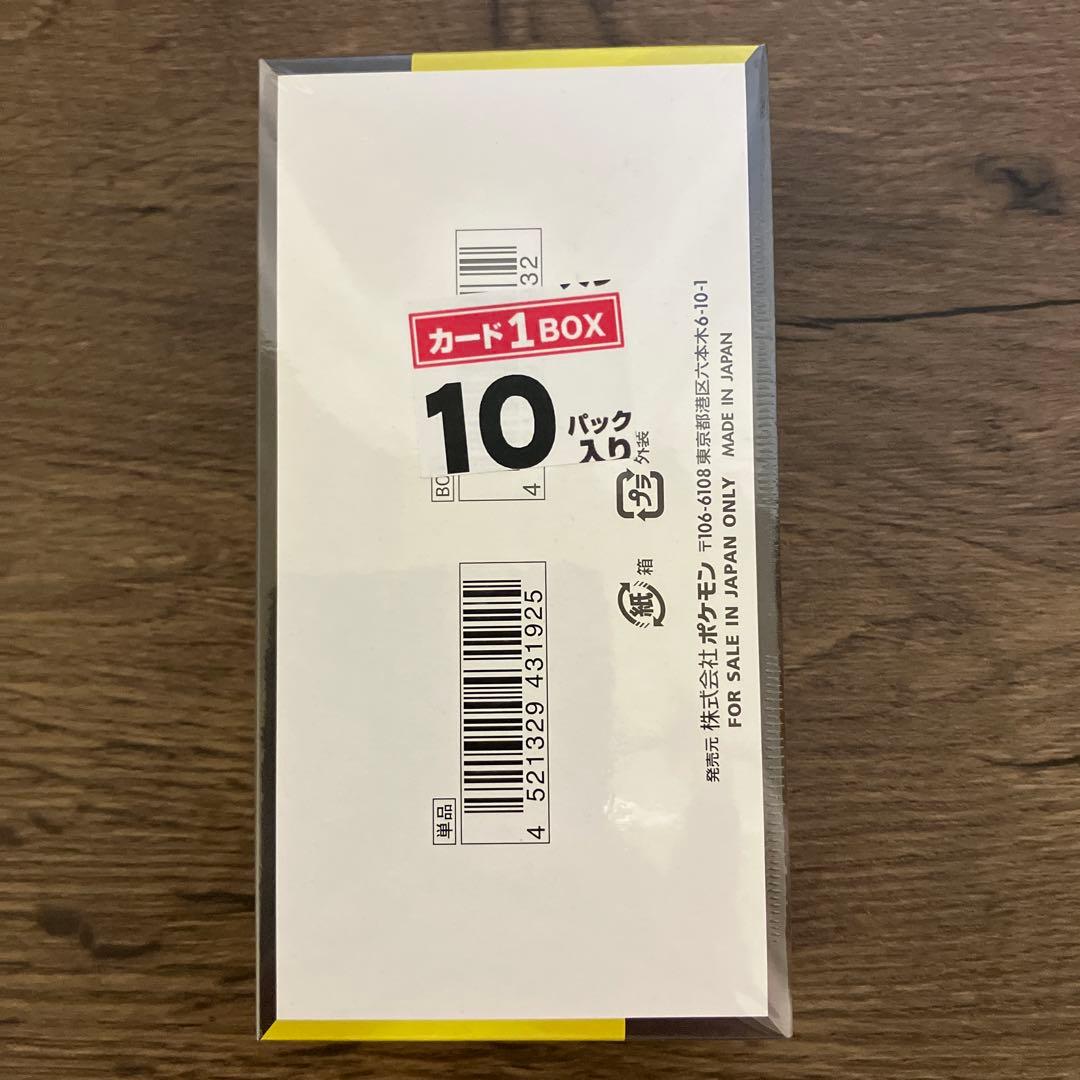 32
カード1BOX
10パック
入り
BO
4
外装
プラ
紙
箱
単品
4 521329 431925
発売元 株式会社ポケモン 〒106-6108 東京都港区六本木6-10-1
FOR SALE IN JAPAN ONLY MADE IN JAPAN